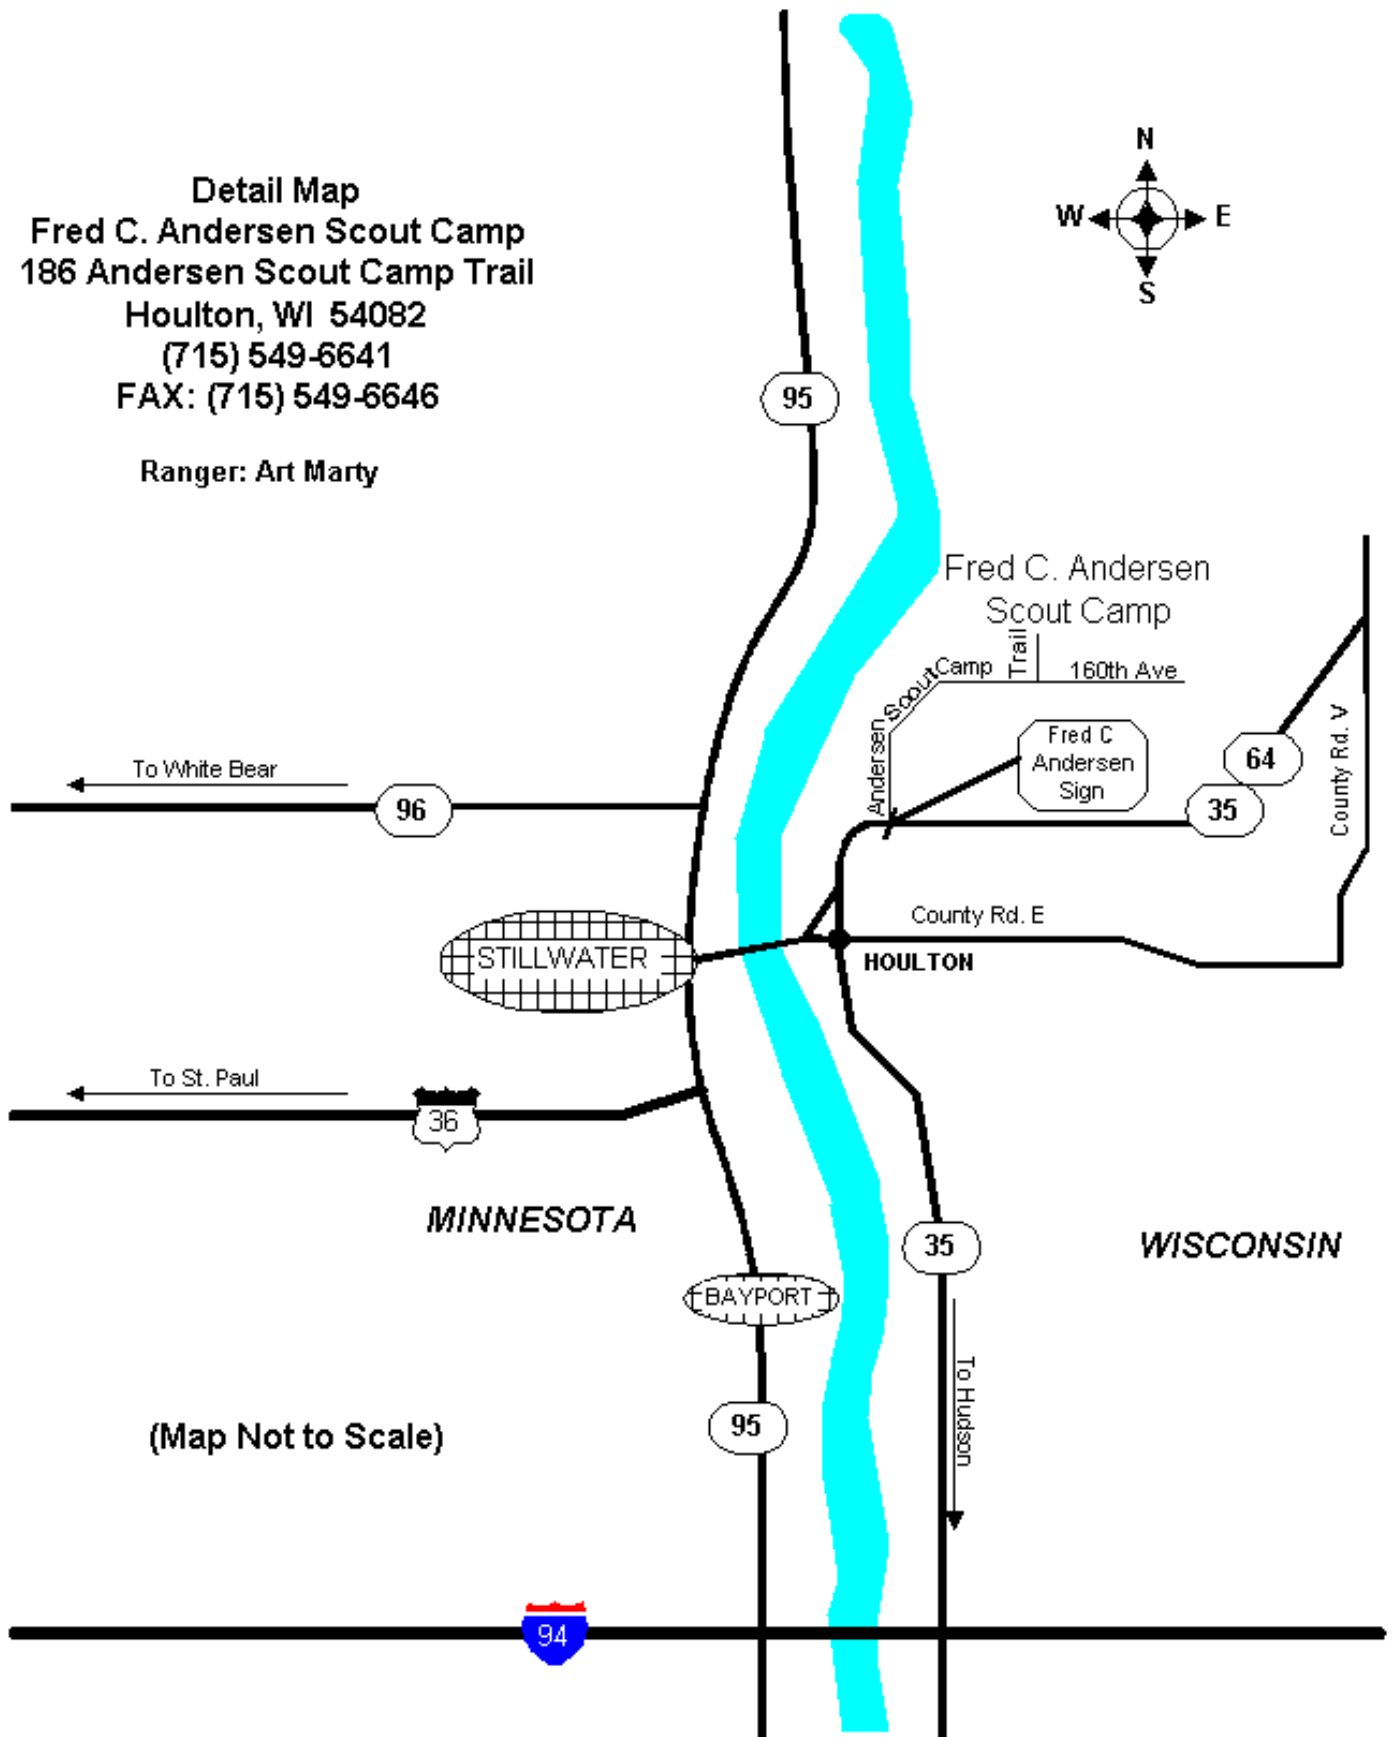 Detail Map
Fred C. Andersen Scout Camp
186 Andersen Scout Camp Trail
Houlton, WI 54082
(715) 549-6641
FAX: (715) 549-6646
Ranger: Art Marty
N
W E
S
95
Fred C. Andersen
Scout Camp
Andersen Scout Camp Trail
160th Ave
Fred C
Andersen
Sign
64
35
County Rd. V
To White Bear
96
County Rd. E
STILLWATER
HOULTON
To St. Paul
36
MINNESOTA
WISCONSIN
35
BAYPORT
To Hudson
95
(Map Not to Scale)
94